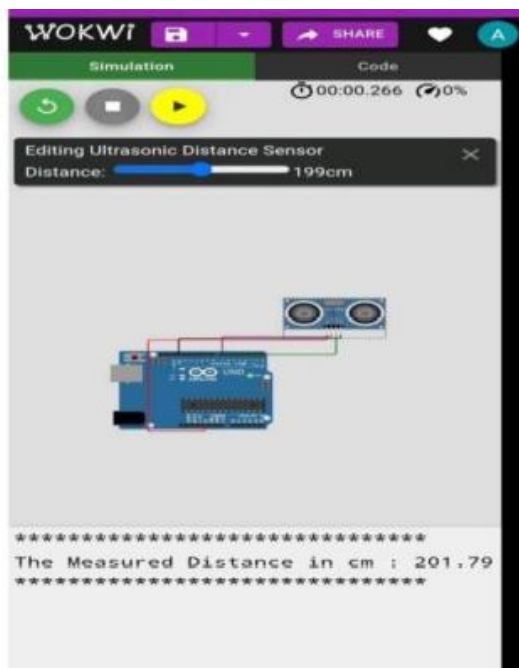 WOKWI
SHARE
A
Simulation Code
00:00.266 0%
Editing Ultrasonic Distance Sensor
Distance: 199cm
UNO
********************************
The Measured Distance in cm : 201.79
********************************